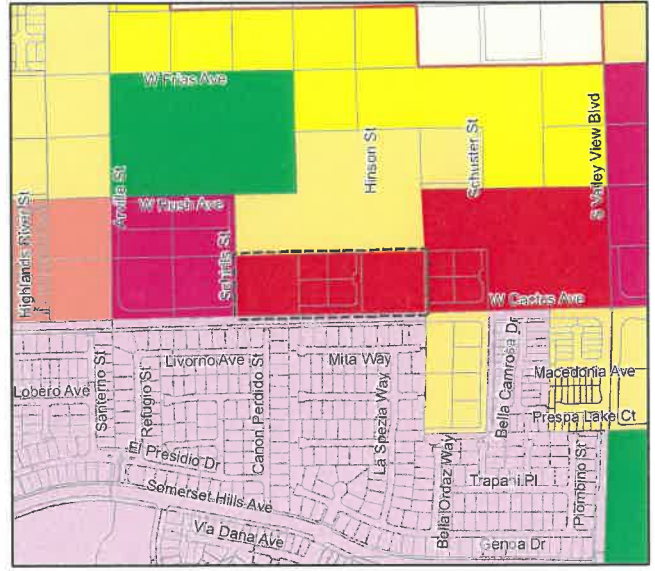 W Frias Ave
Hinson St
Schuster St
S Valley View Blvd
Highlands River St
Arville St
W Rush Ave
Schirlls St
W Cactus Ave
Livorno Ave
Mita Way
Lobero Ave
Santerno St
Refugio St
Canon Perdido St
La Spezia Way
Bella Camrosa Dr
Macedonia Ave
Prespa Lake Ct
El Presidio Dr
Somerset Hills Ave
Via Dana Ave
Bella Ordaz Way
Trapani Pl
Piombino St
Genoa Dr